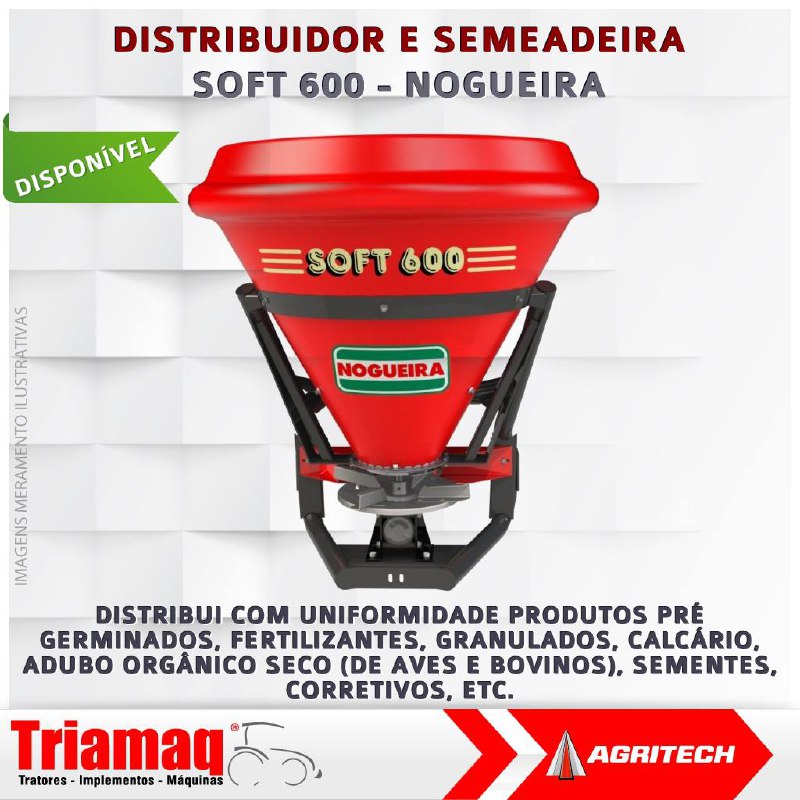 DISTRIBUIDOR E SEMEADEIRA
SOFT 600 - NOGUEIRA
DISPONÍVEL
SOFT 600
NOGUEIRA
IMAGENS MERAMENTO ILUSTRATIVAS
DISTRIBUI COM UNIFORMIDADE PRODUTOS PRÉ
GERMINADOS, FERTILIZANTES, GRANULADOS, CALCÁRIO,
ADUBO ORGÂNICO SECO (DE AVES E BOVINOS), SEMENTES,
CORRETIVOS, ETC.
Triamaq®
Tratores - Implementos - Máquinas
AGRITECH